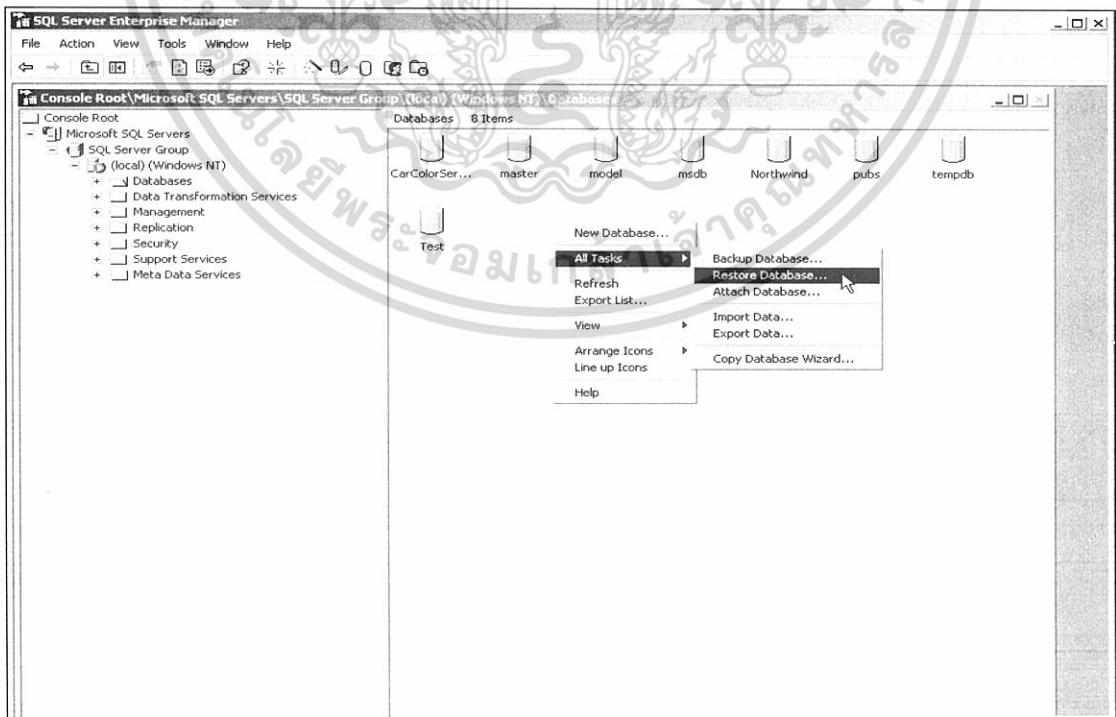 SQL Server Enterprise Manager
File Action View Tools Window Help
Console Root\Microsoft SQL Servers\SQL Server Group\(local) (Windows NT)\Databases
Console Root
Microsoft SQL Servers
SQL Server Group
(local) (Windows NT)
Databases
Data Transformation Services
Management
Replication
Security
Support Services
Meta Data Services
Databases 8 Items
CarColorSer... master model msdb Northwind pubs tempdb
Test
New Database...
All Tasks
Refresh
Export List...
View
Arrange Icons
Line up Icons
Help
Backup Database...
Restore Database...
Attach Database...
Import Data...
Export Data...
Copy Database Wizard...